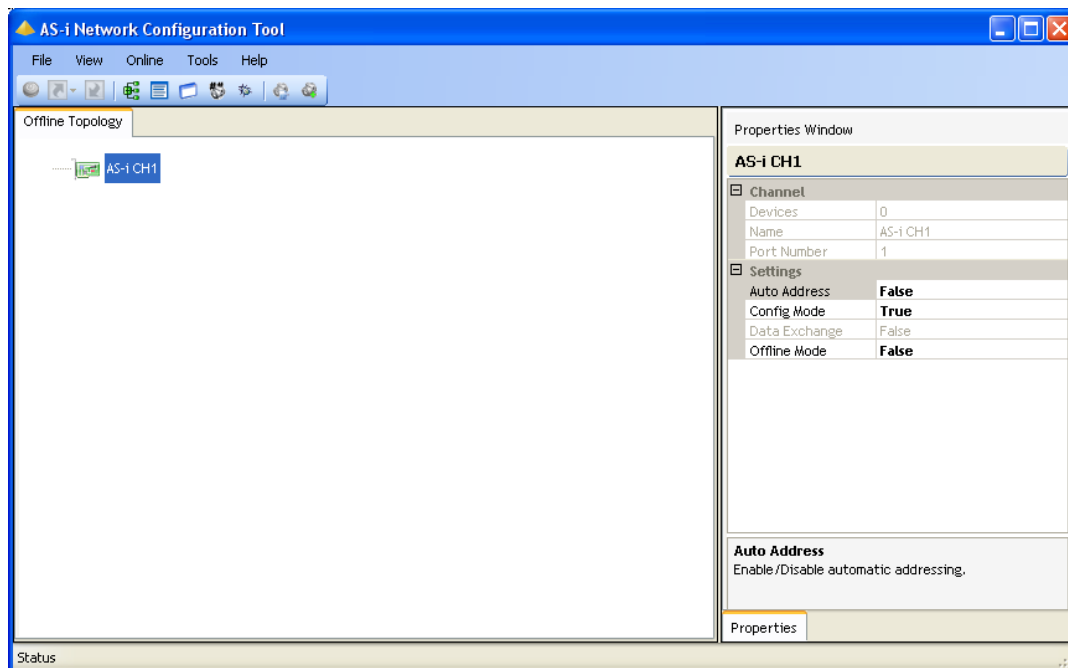 AS-i Network Configuration Tool
File View Online Tools Help
Offline Topology
AS-i CH1
Properties Window
AS-i CH1
Channel
Devices 0
Name AS-i CH1
Port Number 1
Settings
Auto Address False
Config Mode True
Data Exchange False
Offline Mode False
Auto Address
Enable/Disable automatic addressing.
Properties
Status